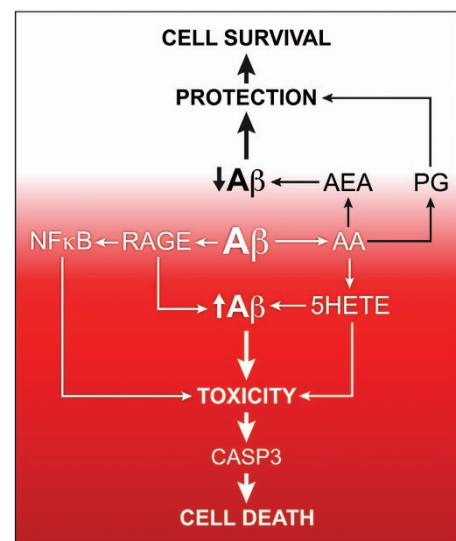 CELL SURVIVAL
PROTECTION
↓Aβ AEA PG
NFκB RAGE Aβ AA
↑Aβ 5HETE
TOXICITY
CASP3
CELL DEATH